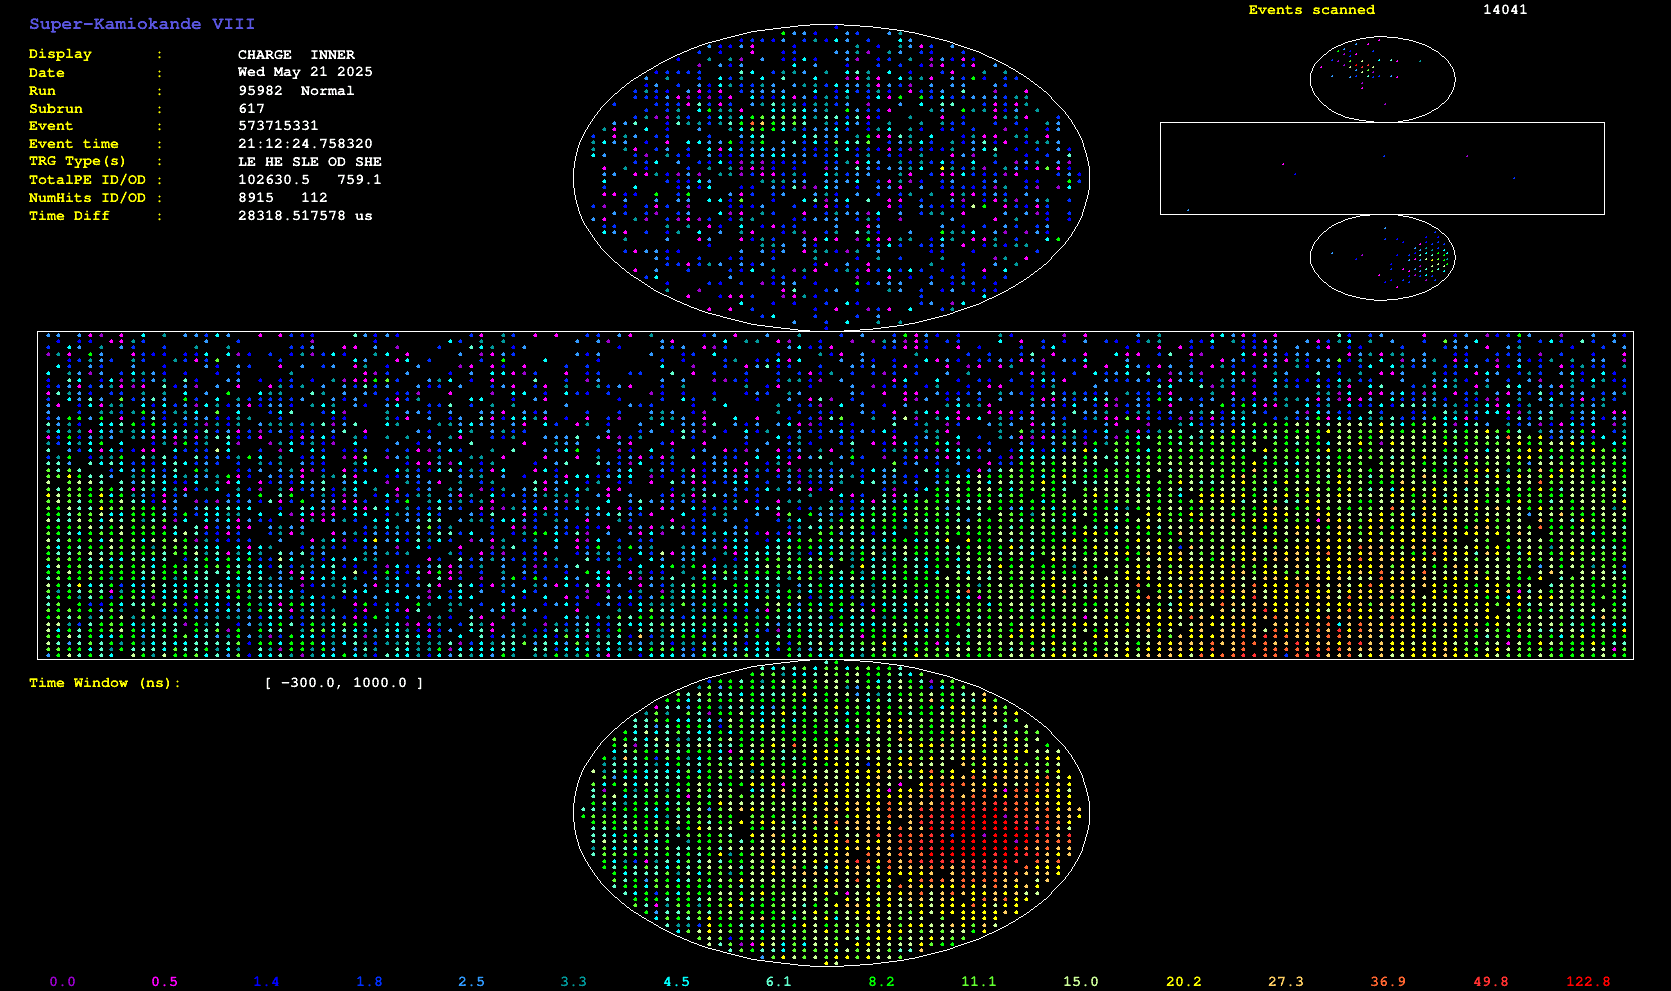 Super-Kamiokande VIII
Events scanned 14041
Display : CHARGE INNER
Date : Wed May 21 2025
Run : 95982 Normal
Subrun : 617
Event : 573715331
Event time : 21:12:24.758320
TRG Type(s) : LE HE SLE OD SHE
TotalPE ID/OD : 102630.5 759.1
NumHits ID/OD : 8915 112
Time Diff : 28318.517578 us
Time Window (ns): [ -300.0, 1000.0 ]
0.0 0.5 1.4 1.8 2.5 3.3 4.5 6.1 8.2 11.1 15.0 20.2 27.3 36.9 49.8 122.8